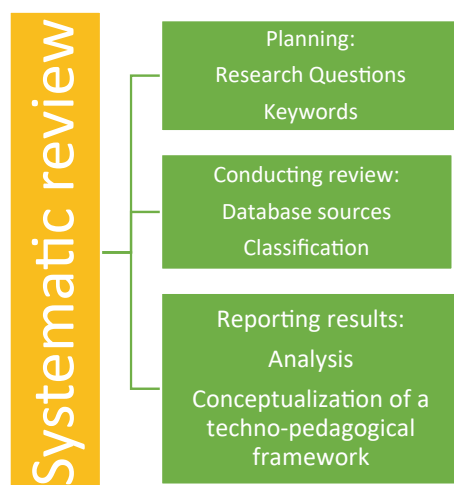 Systematic review
Planning:
Research Questions
Keywords
Conducting review:
Database sources
Classification
Reporting results:
Analysis
Conceptualization of a
techno-pedagogical
framework